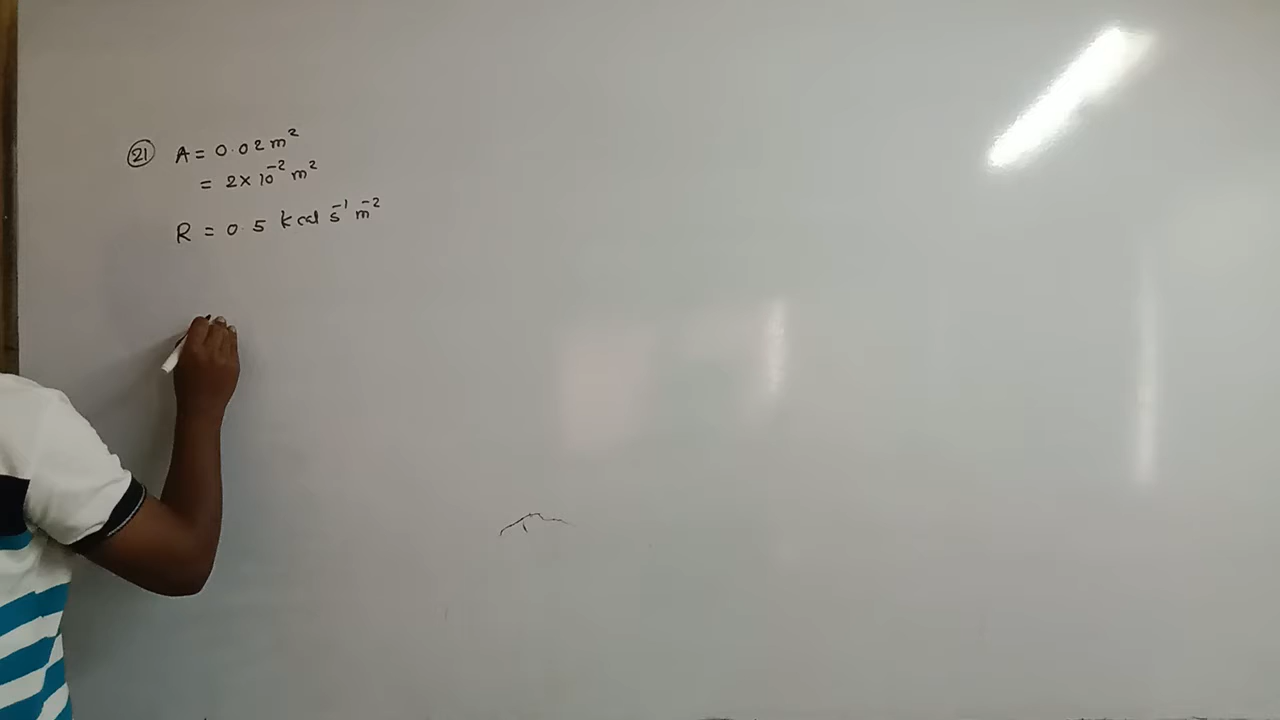 21 A = 0.02 m²
= 2 × 10⁻² m²
R = 0.5 kcal s⁻¹ m⁻²